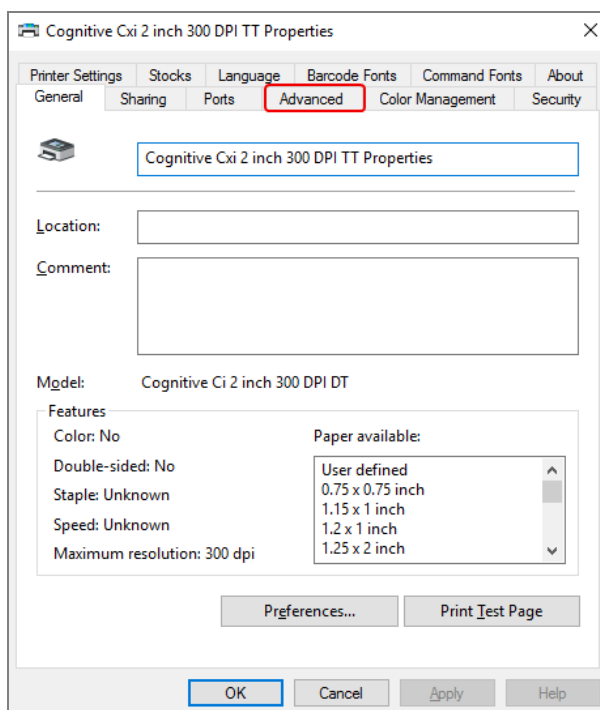 Cognitive Cxi 2 inch 300 DPI TT Properties
Printer Settings Stocks Language Barcode Fonts Command Fonts About
General Sharing Ports Advanced Color Management Security
Cognitive Cxi 2 inch 300 DPI TT Properties
Location:
Comment:
Model: Cognitive Ci 2 inch 300 DPI DT
Features
Color: No Paper available:
Double-sided: No User defined
0.75 x 0.75 inch
Staple: Unknown 1.15 x 1 inch
Speed: Unknown 1.2 x 1 inch
Maximum resolution: 300 dpi 1.25 x 2 inch
Preferences... Print Test Page
OK Cancel Apply Help